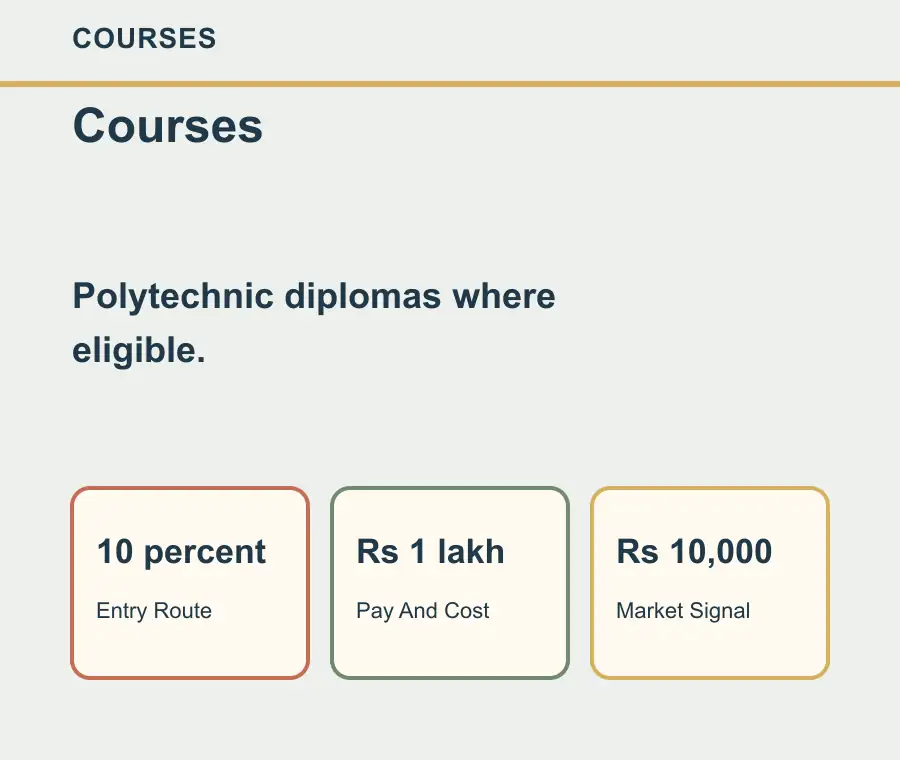 COURSES
Courses
Polytechnic diplomas where
eligible.
10 percent
Entry Route
Rs 1 lakh
Pay And Cost
Rs 10,000
Market Signal